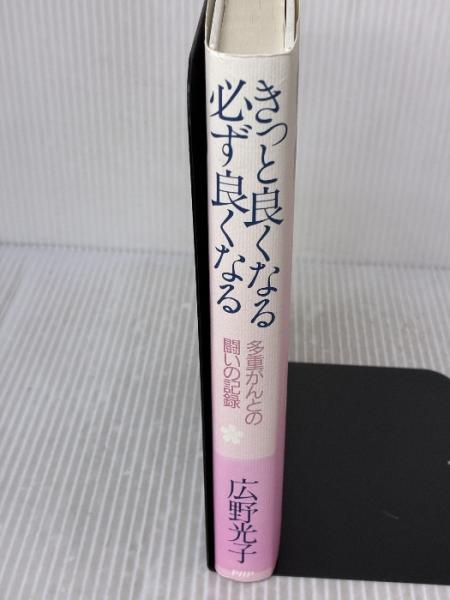 きっと良くなる
必ず良くなる
多重がんとの
闘いの記録
広野光子
PHP